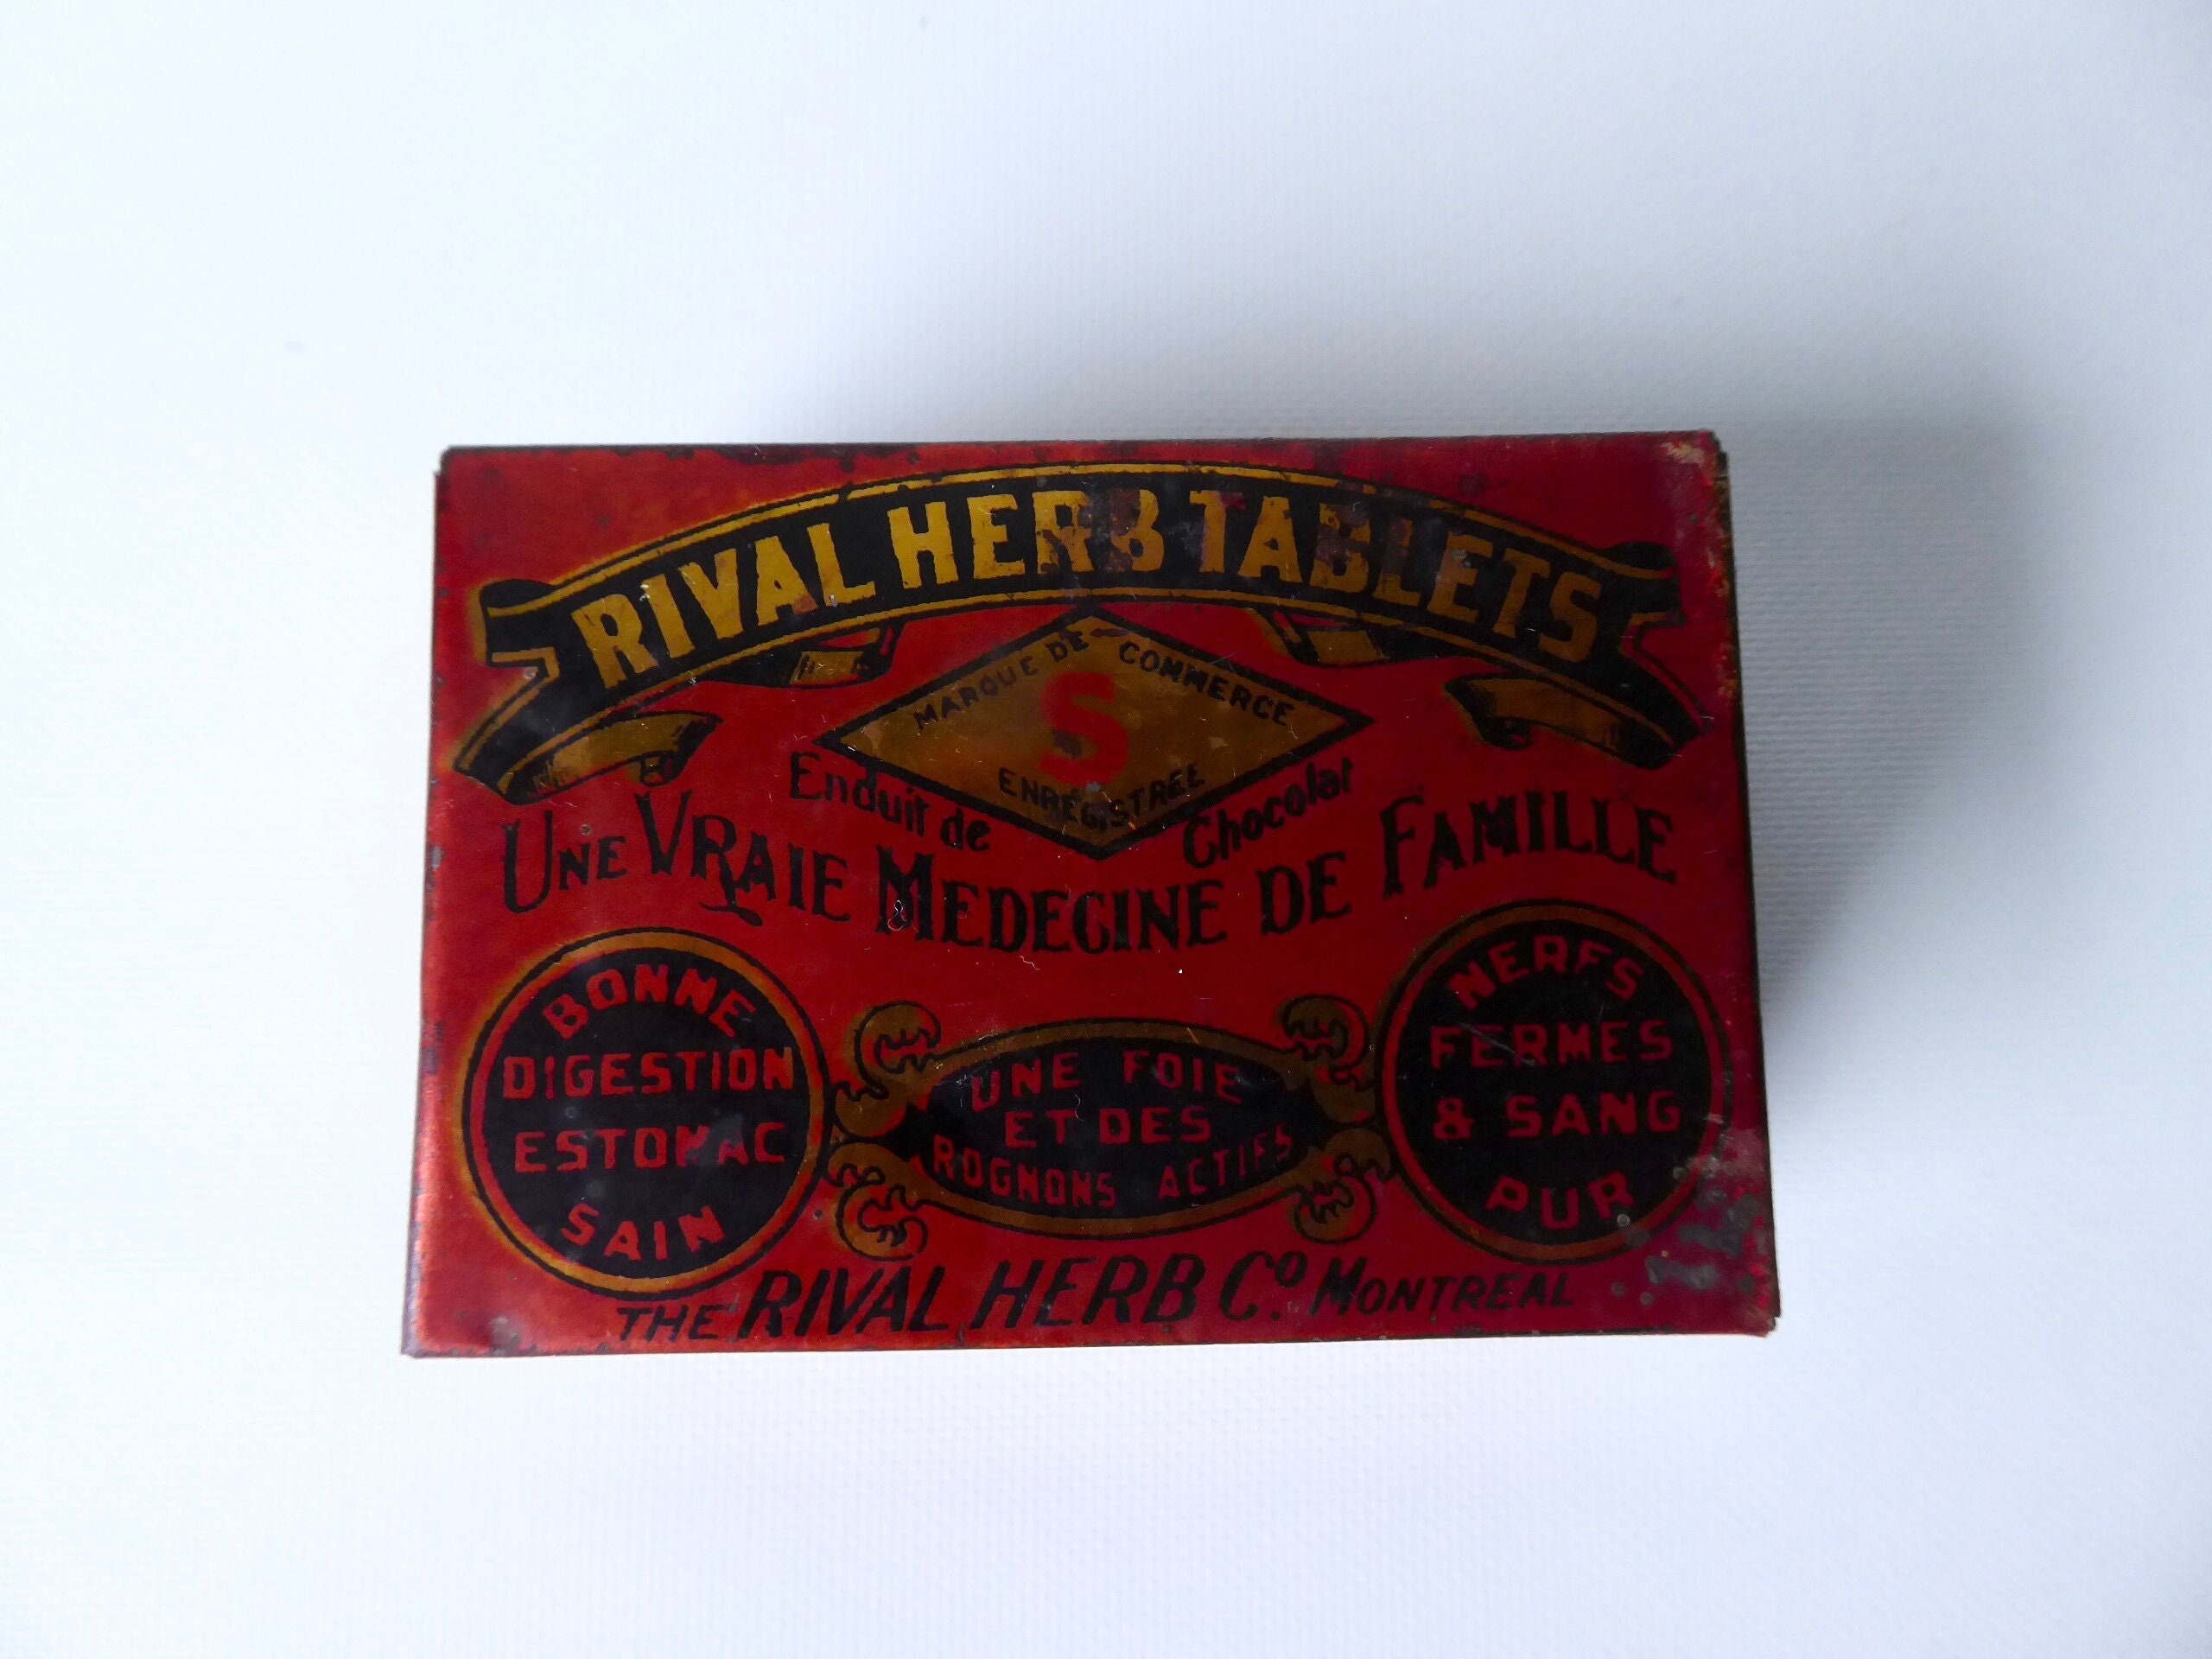 RIVAL HERB TABLETS
MARQUE DE COMMERCE
S
ENRÉGISTREE
Enduit de Chocolat
UNE VRAIE MEDECINE DE FAMILLE
BONNE
DIGESTION
ESTOMAC
SAIN
UNE FOIE
ET DES
ROGNONS ACTIFS
NERFS
FERMES
& SANG
PUR
THE RIVAL HERB Co. MONTREAL